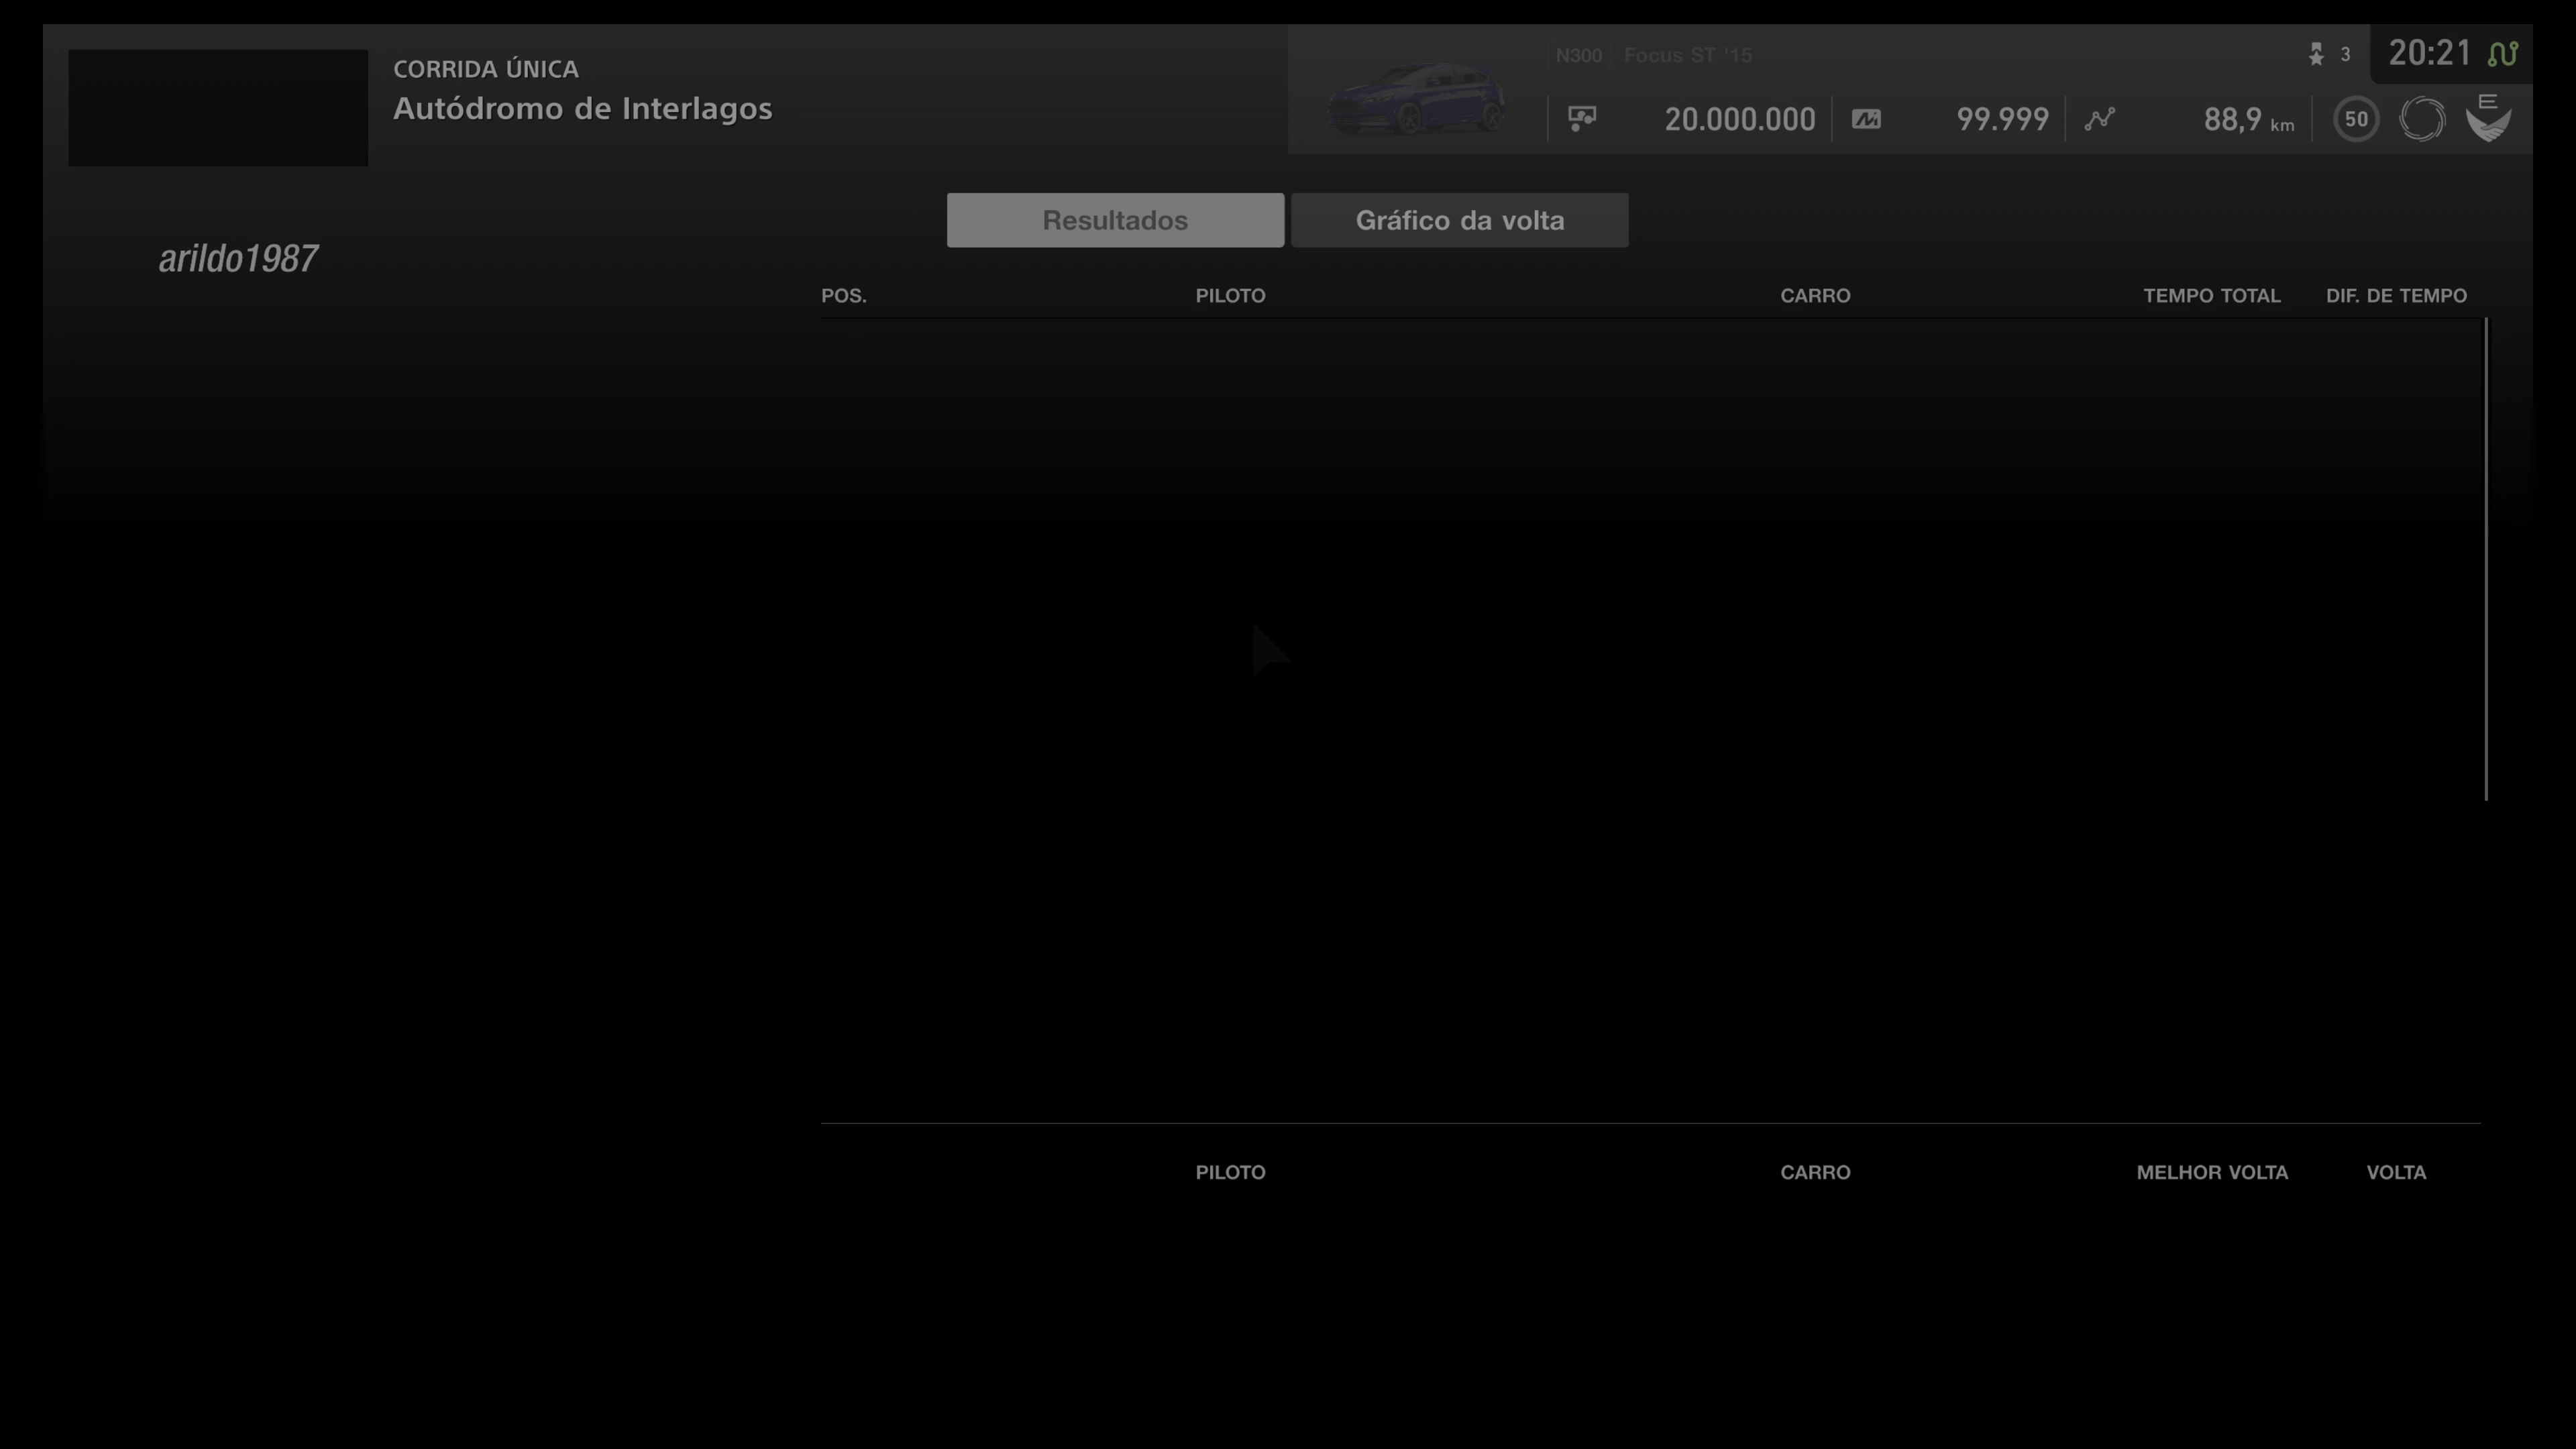 CORRIDA ÚNICA
Autódromo de Interlagos
N300 Focus ST '15
3
20:21
20.000.000
99.999
88,9 km
50
E
Resultados
Gráfico da volta
arildo1987
POS. PILOTO CARRO TEMPO TOTAL DIF. DE TEMPO
PILOTO CARRO MELHOR VOLTA VOLTA